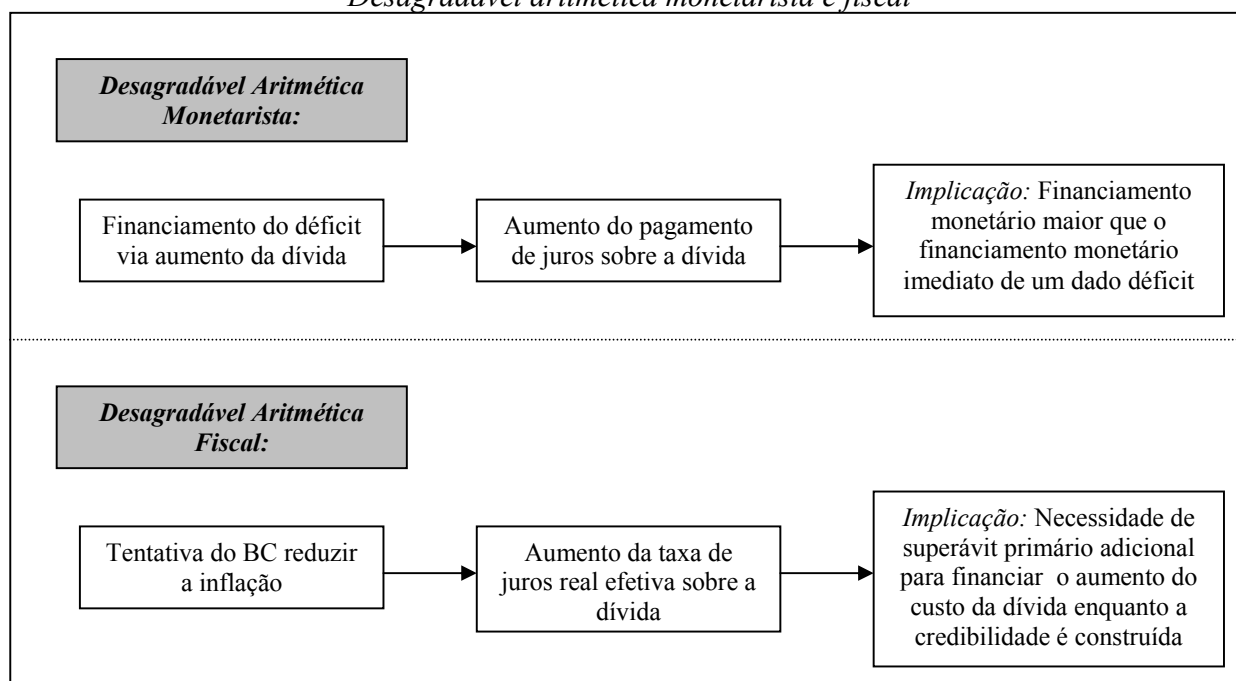 Desagradável aritmética monetarista e fiscal
Desagradável Aritmética
Monetarista:
Financiamento do déficit
via aumento da dívida
Aumento do pagamento
de juros sobre a dívida
Implicação: Financiamento
monetário maior que o
financiamento monetário
imediato de um dado déficit
Desagradável Aritmética
Fiscal:
Tentativa do BC reduzir
a inflação
Aumento da taxa de
juros real efetiva sobre a
dívida
Implicação: Necessidade de
superávit primário adicional
para financiar o aumento do
custo da dívida enquanto a
credibilidade é construída